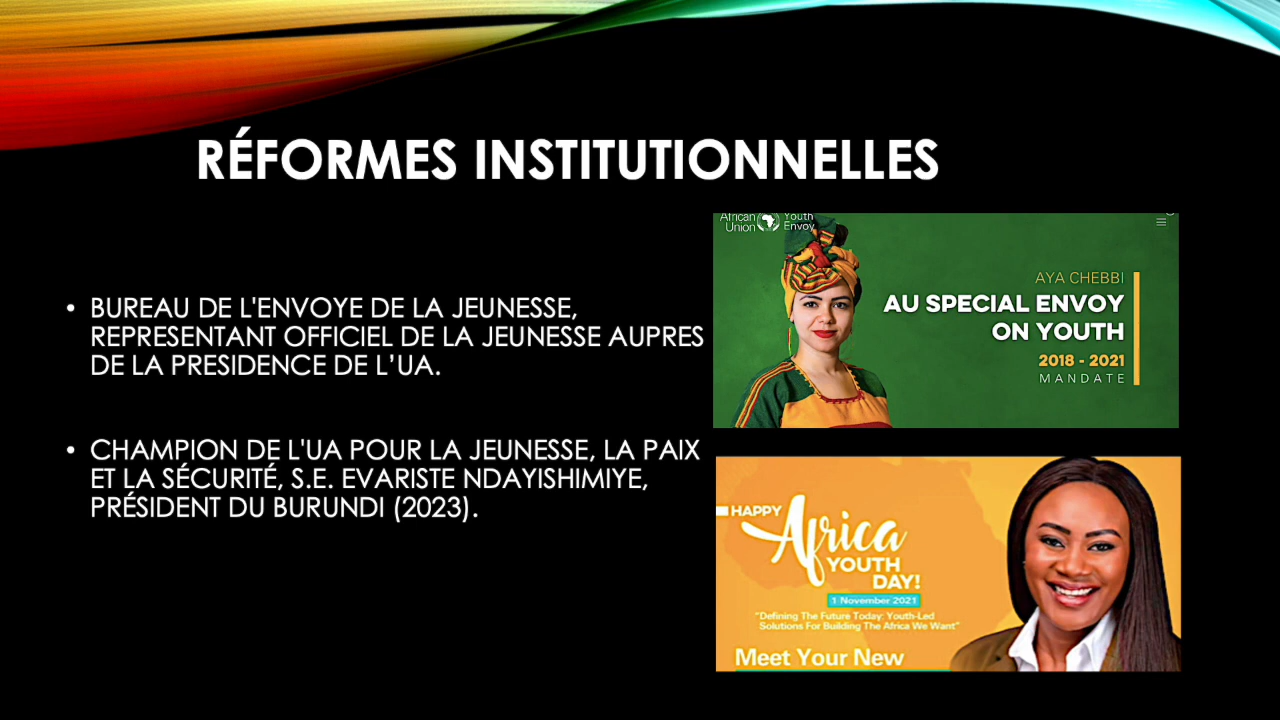 RÉFORMES INSTITUTIONNELLES
• BUREAU DE L'ENVOYE DE LA JEUNESSE,
REPRESENTANT OFFICIEL DE LA JEUNESSE AUPRES
DE LA PRESIDENCE DE L’UA.
• CHAMPION DE L'UA POUR LA JEUNESSE, LA PAIX
ET LA SÉCURITÉ, S.E. EVARISTE NDAYISHIMIYE,
PRÉSIDENT DU BURUNDI (2023).
African Youth
Union Envoy
AYA CHEBBI
AU SPECIAL ENVOY
ON YOUTH
2018 - 2021
MANDATE
HAPPY
Africa
YOUTH
DAY!
1 November 2021
"Defining The Future Today: Youth-Led
Solutions For Building The Africa We Want"
Meet Your New